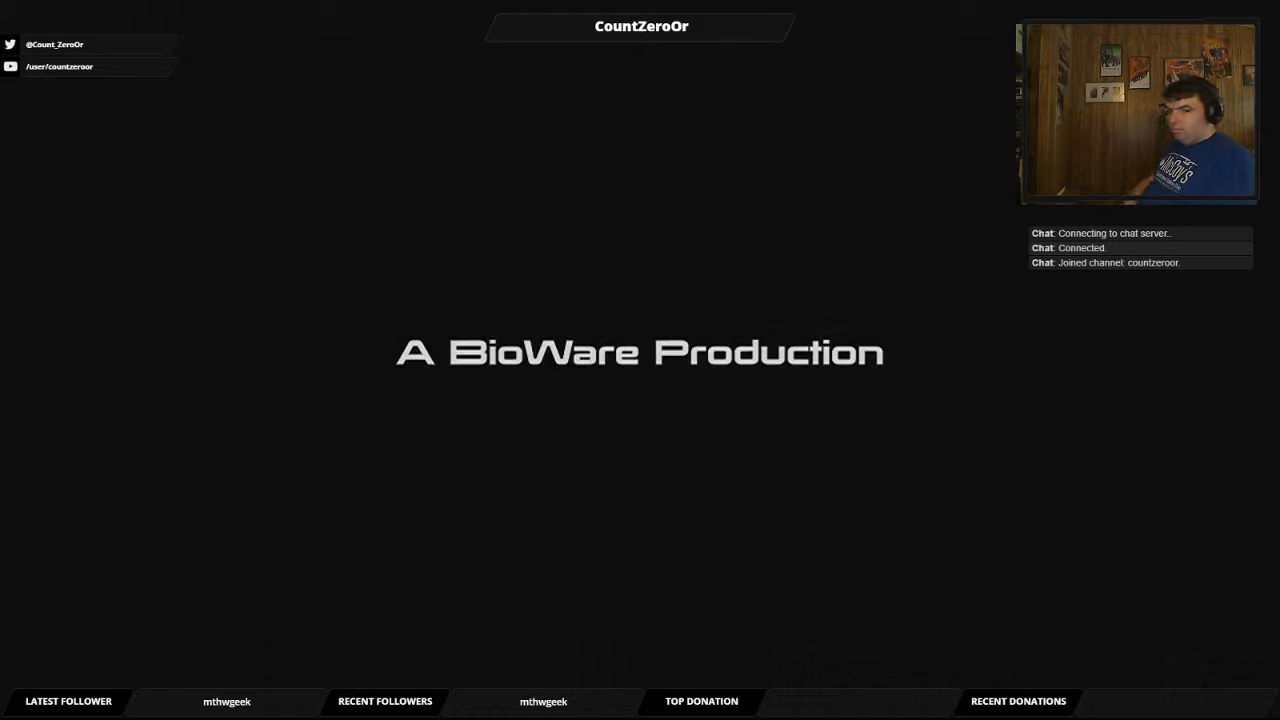 CountZeroOr
@Count_ZeroOr
/user/countzeroor
McCoy's
Chat: Connecting to chat server..
Chat: Connected.
Chat: Joined channel: countzeroor.
A BioWare Production
LATEST FOLLOWER mthwgeek RECENT FOLLOWERS mthwgeek TOP DONATION RECENT DONATIONS